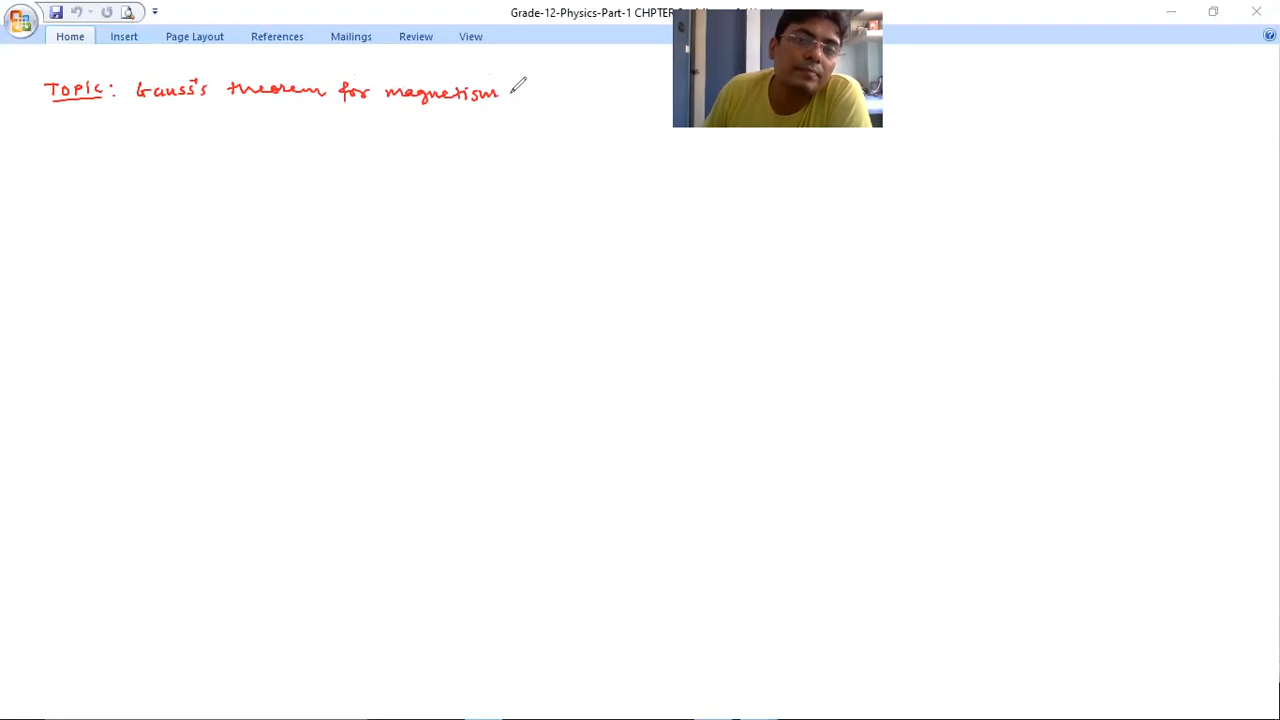 Grade-12-Physics-Part-1 CHPTER
Home Insert Page Layout References Mailings Review View
Topic: Gauss's theorem for magnetism